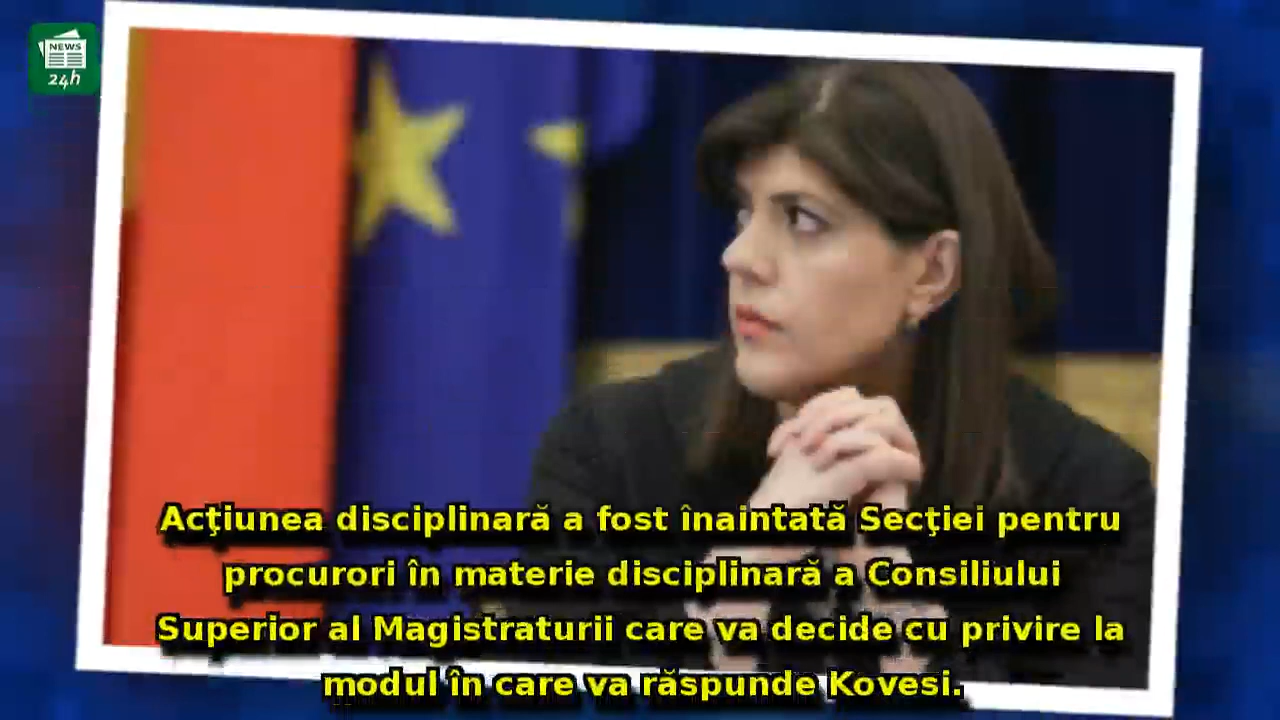 NEWS
24h
Acţiunea disciplinară a fost înaintată Secţiei pentru
procurori în materie disciplinară a Consiliului
Superior al Magistraturii care va decide cu privire la
modul în care va răspunde Kovesi.